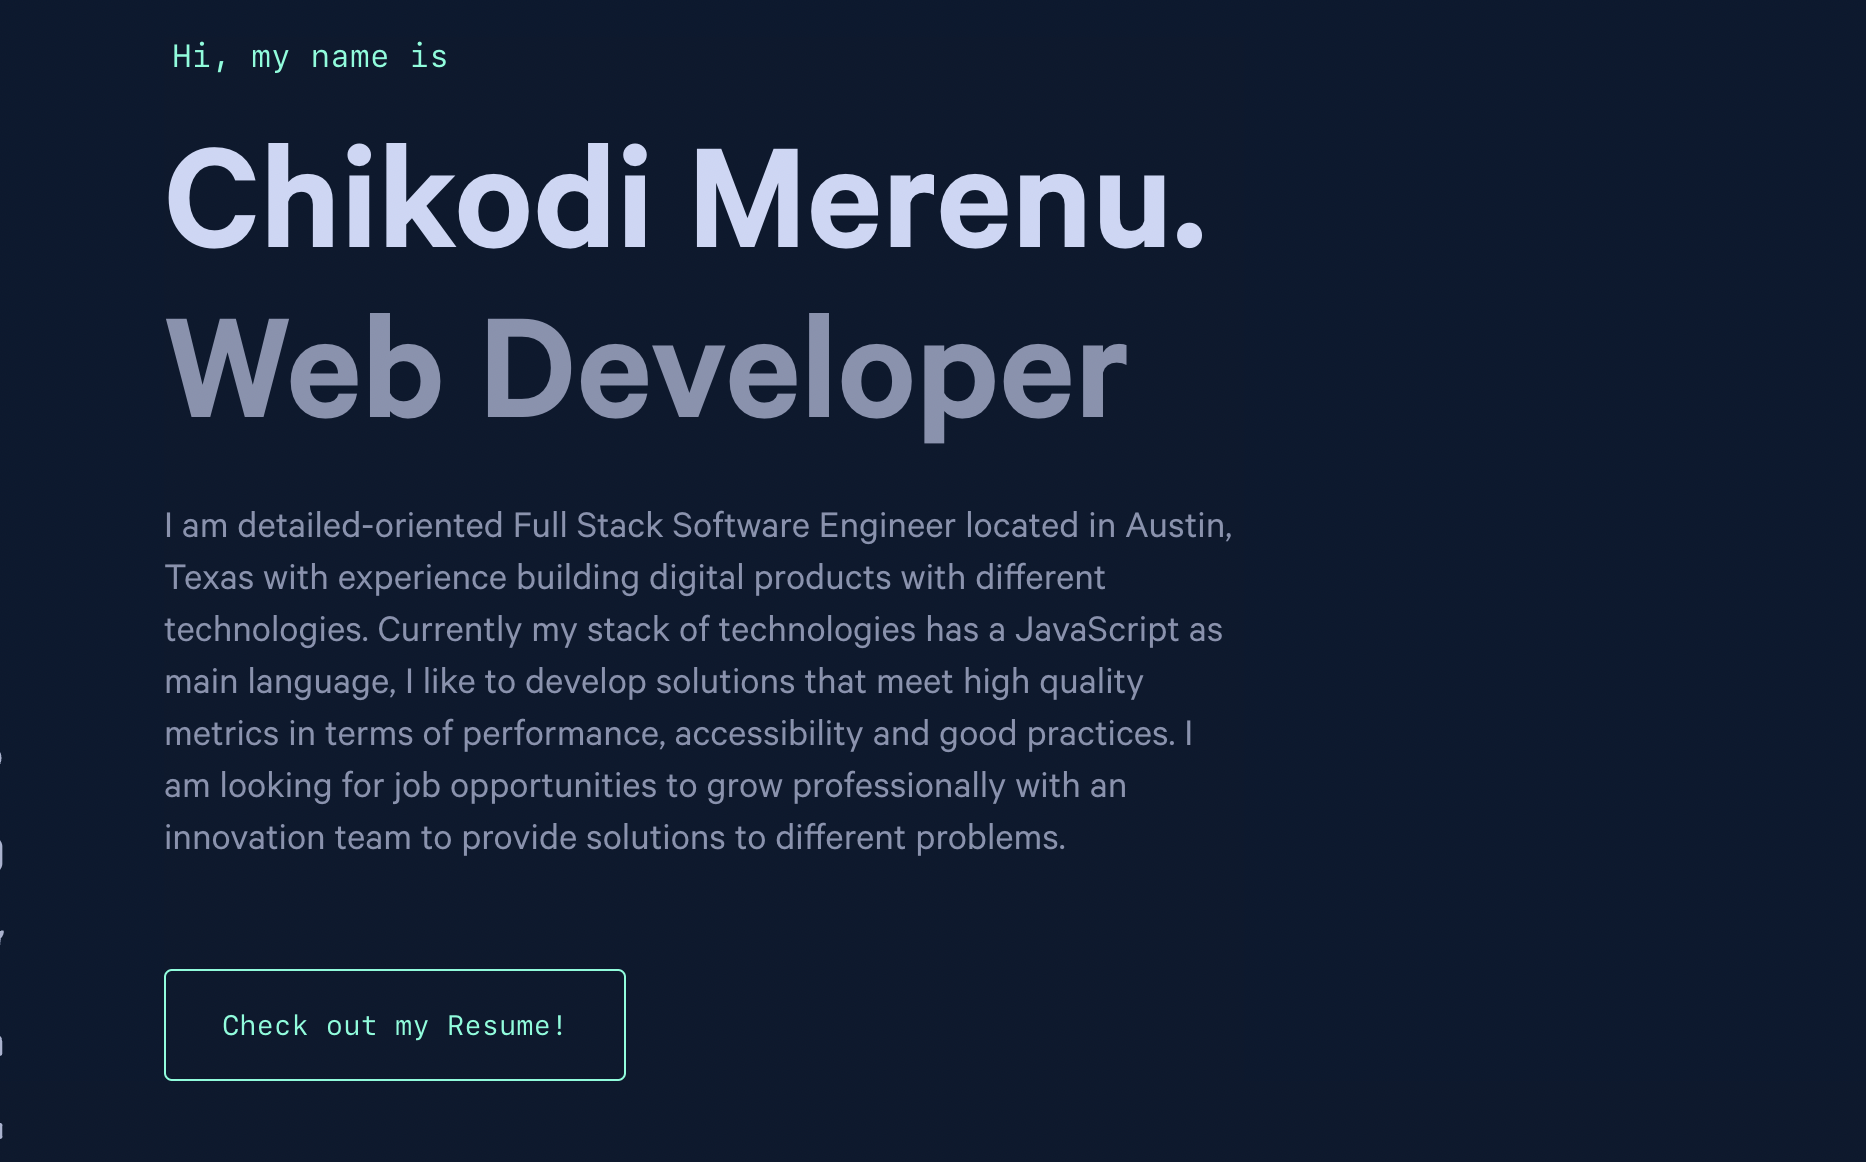 Hi, my name is
Chikodi Merenu.
Web Developer
I am detailed-oriented Full Stack Software Engineer located in Austin,
Texas with experience building digital products with different
technologies. Currently my stack of technologies has a JavaScript as
main language, I like to develop solutions that meet high quality
metrics in terms of performance, accessibility and good practices. I
am looking for job opportunities to grow professionally with an
innovation team to provide solutions to different problems.
Check out my Resume!